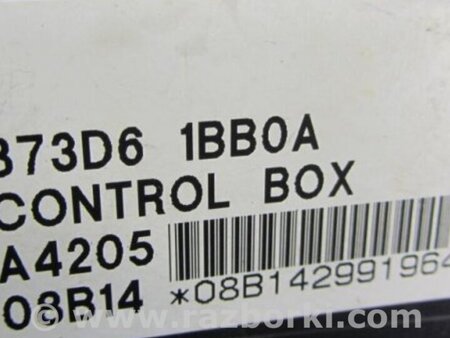 373D6 1BB0A
CONTROL BOX
A4205
08B14 *08B142991964
www.razborki.com